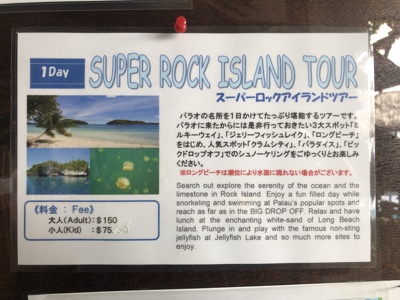 1Day
SUPER ROCK ISLAND TOUR
スーパーロックアイランドツアー
パラオの名所を1日かけてたっぷり堪能するツアーです。
パラオに来たからには是非行っておきたい3大スポット「ミ
ルキーウェイ」、「ジェリーフィッシュレイク」、「ロングビーチ」
をはじめ、人気スポット「クラムシティ」、「パラダイス」、「ビ
ックドロップオフ」でのシュノーケリングをごゆっくりとお楽しみ
ください。
※ロングビーチは潮位により水面に現れない場合がございます。
Search out explore the serenity of the ocean and the
limestone in Rock Island. Enjoy a fun filled day while
snorkeling and swimming at Palau's popular spots and
reach as far as in the BIG DROP OFF. Relax and have
lunch at the enchanting white-sand of Long Beach
Island. Plunge in and play with the famous non-sting
jellyfish at Jellyfish Lake and so much more sites to
enjoy.
《料金 : Fee》
大人(Adult): $150
小人(Kid) : $75